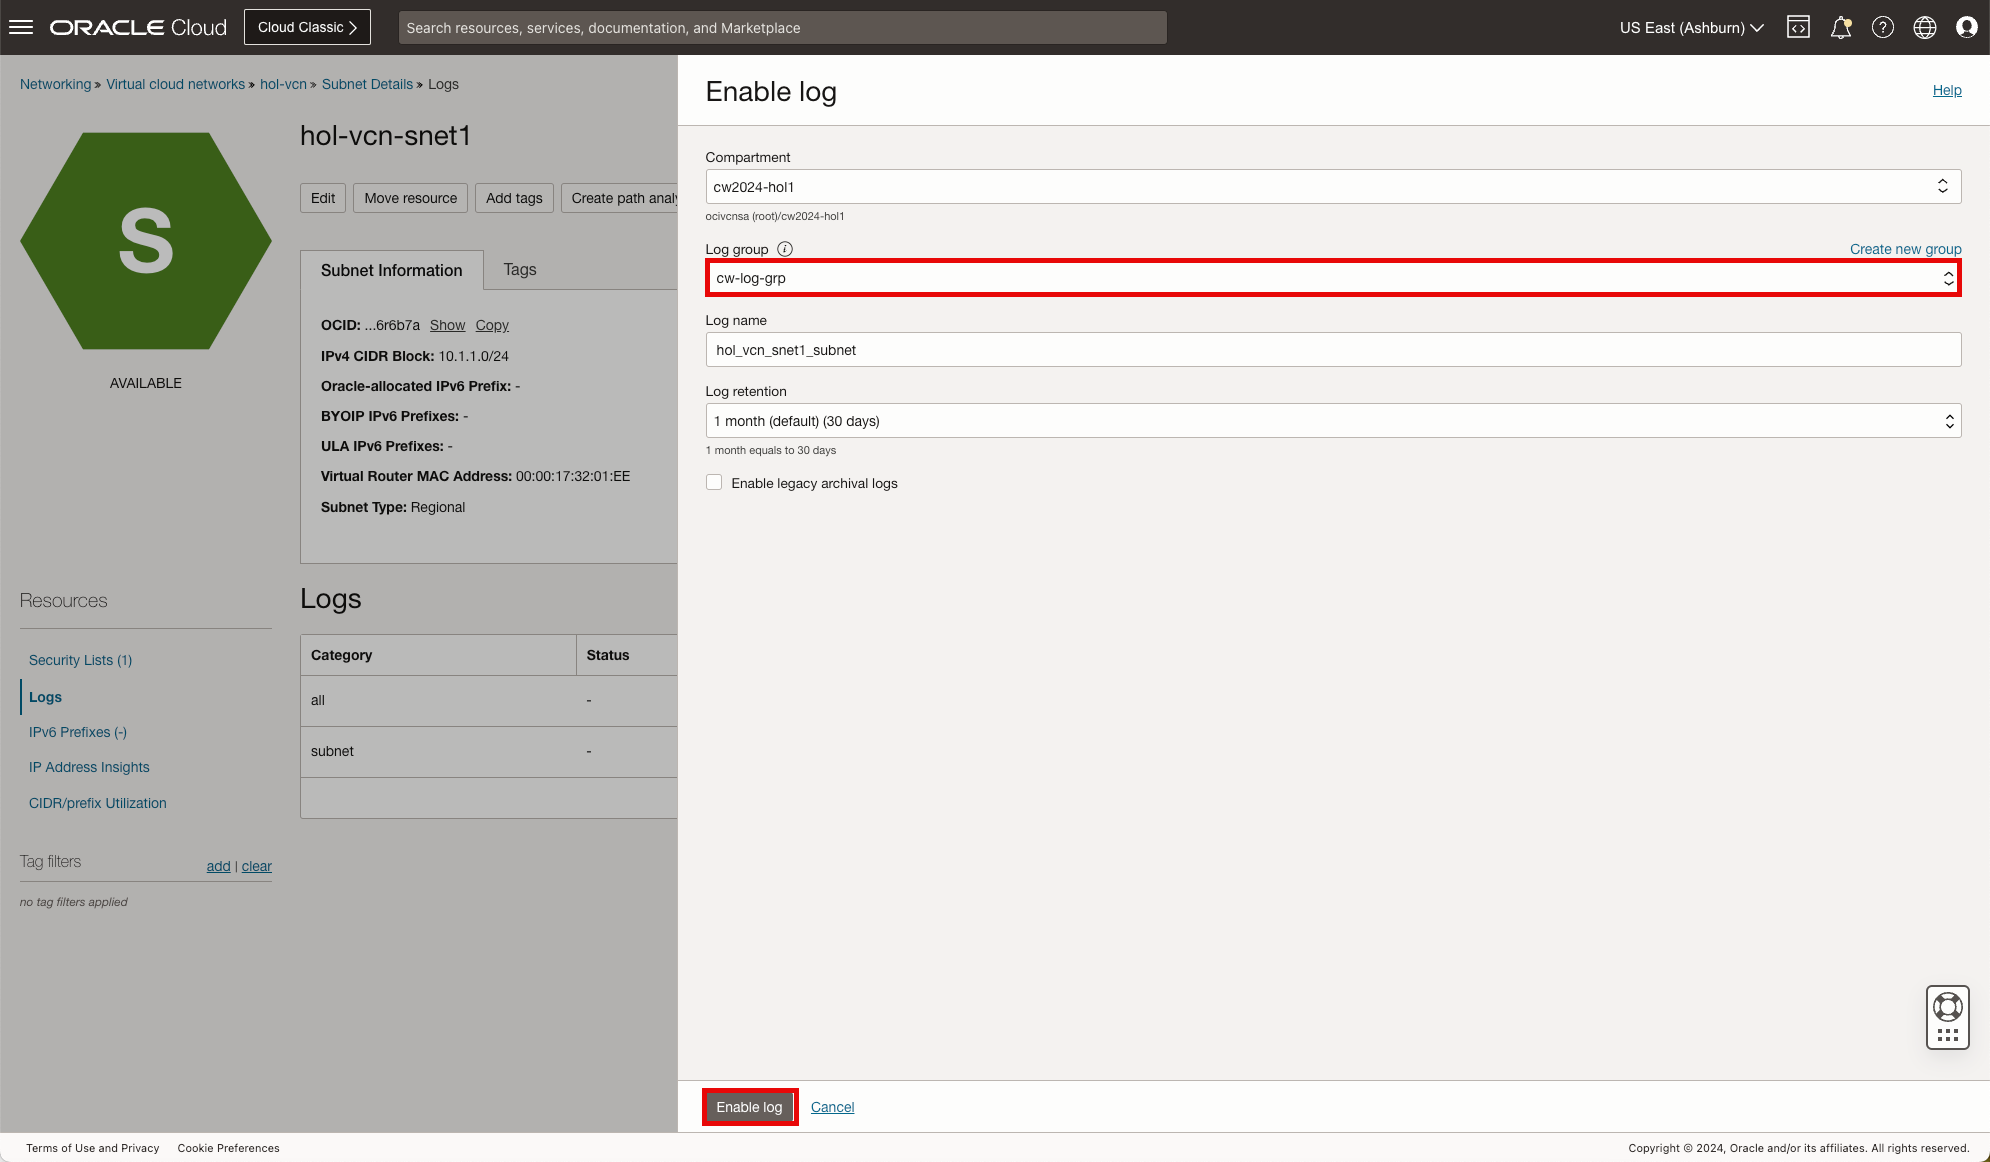 ORACLE Cloud
Cloud Classic
Search resources, services, documentation, and Marketplace
US East (Ashburn)
Networking » Virtual cloud networks » hol-vcn » Subnet Details » Logs
S
AVAILABLE
hol-vcn-snet1
Edit
Move resource
Add tags
Create path analy
Subnet Information
Tags
OCID: ...6r6b7a Show Copy
IPv4 CIDR Block: 10.1.1.0/24
Oracle-allocated IPv6 Prefix: -
BYOIP IPv6 Prefixes: -
ULA IPv6 Prefixes: -
Virtual Router MAC Address: 00:00:17:32:01:EE
Subnet Type: Regional
Resources
Security Lists (1)
Logs
IPv6 Prefixes (-)
IP Address Insights
CIDR/prefix Utilization
Tag filters
add | clear
no tag filters applied
Logs
Category Status
all -
subnet -
Enable log
Help
Compartment
cw2024-hol1
ocivcnsa (root)/cw2024-hol1
Log group
Create new group
cw-log-grp
Log name
hol_vcn_snet1_subnet
Log retention
1 month (default) (30 days)
1 month equals to 30 days
Enable legacy archival logs
Enable log
Cancel
Terms of Use and Privacy
Cookie Preferences
Copyright © 2024, Oracle and/or its affiliates. All rights reserved.